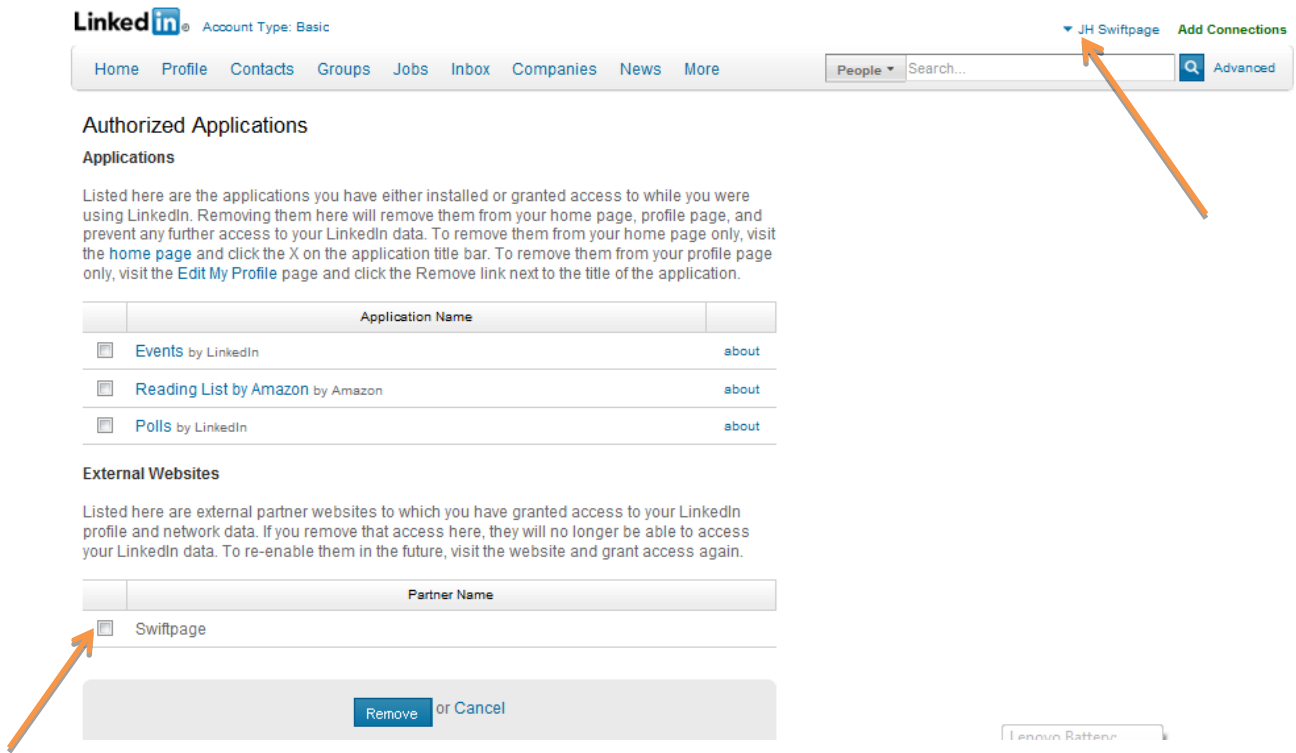 Linked in ® Account Type: Basic
JH Swiftpage Add Connections
Home Profile Contacts Groups Jobs Inbox Companies News More
People Search... Advanced
Authorized Applications
Applications
Listed here are the applications you have either installed or granted access to while you were
using LinkedIn. Removing them here will remove them from your home page, profile page, and
prevent any further access to your LinkedIn data. To remove them from your home page only, visit
the home page and click the X on the application title bar. To remove them from your profile page
only, visit the Edit My Profile page and click the Remove link next to the title of the application.
Application Name
Events by LinkedIn about
Reading List by Amazon by Amazon about
Polls by LinkedIn about
External Websites
Listed here are external partner websites to which you have granted access to your LinkedIn
profile and network data. If you remove that access here, they will no longer be able to access
your LinkedIn data. To re-enable them in the future, visit the website and grant access again.
Partner Name
Swiftpage
Remove or Cancel
Lenovo